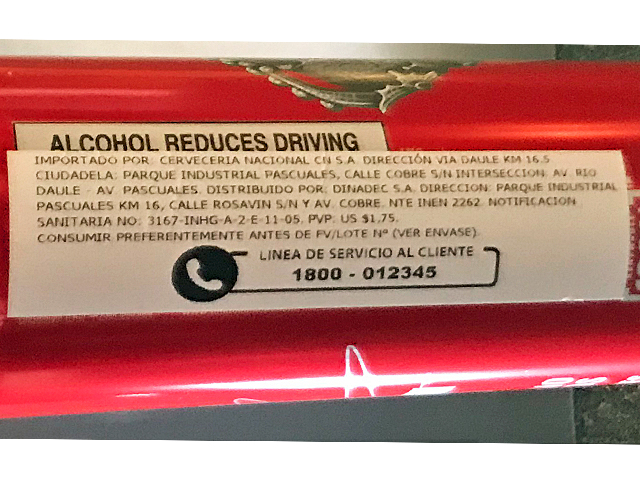 ALCOHOL REDUCES DRIVING
IMPORTADO POR: CERVECERIA NACIONAL CN S.A. DIRECCIÓN VIA DAULE KM 16.5
CIUDADELA: PARQUE INDUSTRIAL PASCUALES, CALLE COBRE S/N INTERSECCION: AV. RIO
DAULE - AV. PASCUALES. DISTRIBUIDO POR: DINADEC S.A. DIRECCION: PARQUE INDUSTRIAL
PASCUALES KM 16, CALLE ROSAVIN S/N Y AV. COBRE. NTE INEN 2262. NOTIFICACION
SANITARIA NO: 3167-INHG-A-2-E-11-05. PVP: US $1,75.
CONSUMIR PREFERENTEMENTE ANTES DE FV/LOTE Nº (VER ENVASE).
LINEA DE SERVICIO AL CLIENTE
1800 - 012345